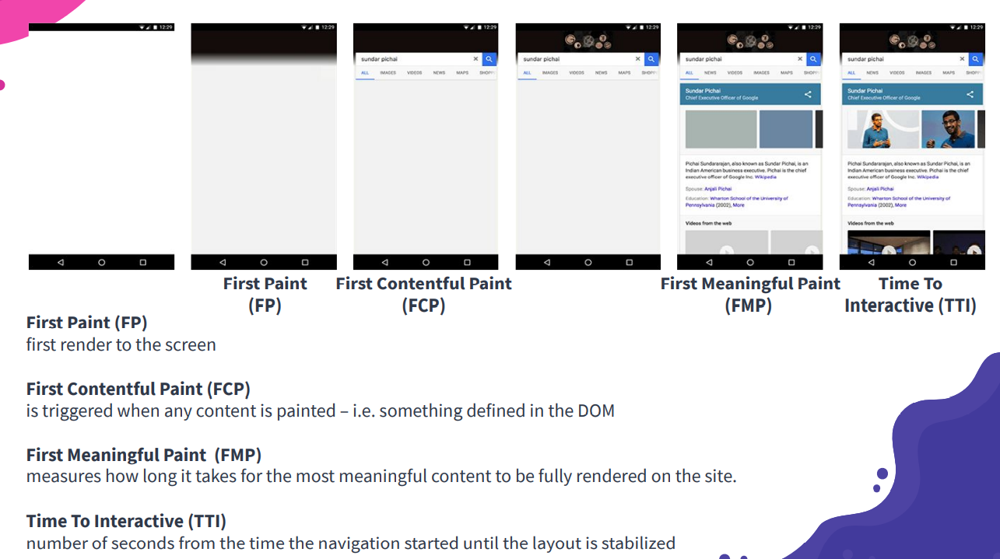 12:29
12:29
12:29
12:29
12:29
12:29
sundar pichai
ALL IMAGES VIDEOS NEWS MAPS SHOPP
sundar pichai
ALL IMAGES VIDEOS NEWS MAPS SHOPP
sundar pichai
ALL NEWS VIDEOS IMAGES MAPS SHOPP
Sundar Pichai
Chief Executive Officer of Google
Pichai Sundararajan, also known as Sundar Pichai, is an
Indian American business executive. Pichai is the chief
executive officer of Google Inc. Wikipedia
Spouse: Anjali Pichai
Education: Wharton School of the University of
Pennsylvania (2002), More
Videos from the web
sundar pichai
ALL NEWS VIDEOS IMAGES MAPS SHOPP
Sundar Pichai
Chief Executive Officer of Google
Pichai Sundararajan, also known as Sundar Pichai, is an
Indian American business executive. Pichai is the chief
executive officer of Google Inc. Wikipedia
Spouse: Anjali Pichai
Education: Wharton School of the University of
Pennsylvania (2002), More
Videos from the web
First Paint
(FP)
First Contentful Paint
(FCP)
First Meaningful Paint
(FMP)
Time To
Interactive (TTI)
First Paint (FP)
first render to the screen
First Contentful Paint (FCP)
is triggered when any content is painted – i.e. something defined in the DOM
First Meaningful Paint (FMP)
measures how long it takes for the most meaningful content to be fully rendered on the site.
Time To Interactive (TTI)
number of seconds from the time the navigation started until the layout is stabilized